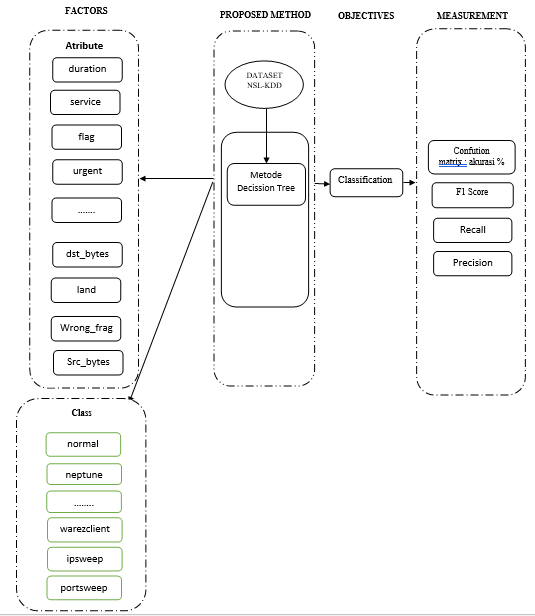 FACTORS
Atribute
duration
service
flag
urgent
.......
dst_bytes
land
Wrong_frag
Src_bytes
Class
normal
neptune
........
warezclient
ipsweep
portsweep
PROPOSED METHOD
DATASET
NSL-KDD
Metode
Decission Tree
OBJECTIVES
Classification
MEASUREMENT
Confution
matrix : akurasi %
F1 Score
Recall
Precision